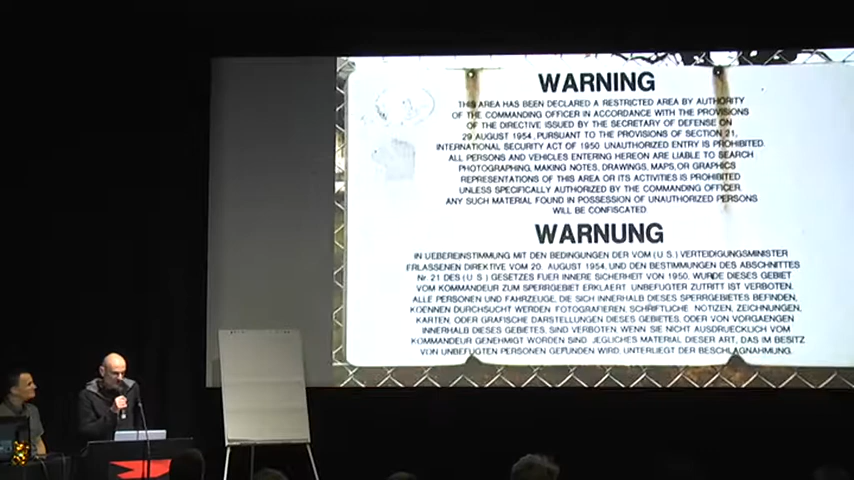 WARNING
THIS AREA HAS BEEN DECLARED A RESTRICTED AREA BY AUTHORITY
OF THE COMMANDING OFFICER IN ACCORDANCE WITH THE PROVISIONS
OF THE DIRECTIVE ISSUED BY THE SECRETARY OF DEFENSE ON
29 AUGUST 1954, PURSUANT TO THE PROVISIONS OF SECTION 21,
INTERNATIONAL SECURITY ACT OF 1950. UNAUTHORIZED ENTRY IS PROHIBITED.
ALL PERSONS AND VEHICLES ENTERING HEREON ARE LIABLE TO SEARCH
PHOTOGRAPHING, MAKING NOTES, DRAWINGS, MAPS, OR GRAPHICS
REPRESENTATIONS OF THIS AREA OR ITS ACTIVITIES IS PROHIBITED
UNLESS SPECIFICALLY AUTHORIZED BY THE COMMANDING OFFICER.
ANY SUCH MATERIAL FOUND IN POSSESSION OF UNAUTHORIZED PERSONS
WILL BE CONFISCATED
WARNUNG
IN UEBEREINSTIMMUNG MIT DEN BEDINGUNGEN DER VOM (U.S.) VERTEIDIGUNGSMINISTER
ERLASSENEN DIREKTIVE VOM 20. AUGUST 1954, UND DEN BESTIMMUNGEN DES ABSCHNITTES
Nr. 21 DES (U.S.) GESETZES FUER INNERE SICHERHEIT VON 1950, WURDE DIESES GEBIET
VOM KOMMANDEUR ZUM SPERRGEBIET ERKLAERT. UNBEFUGTER ZUTRITT IST VERBOTEN.
ALLE PERSONEN UND FAHRZEUGE, DIE SICH INNERHALB DIESES SPERRGEBIETES BEFINDEN,
KOENNEN DURCHSUCHT WERDEN. FOTOGRAFIEREN, SCHRIFTLICHE NOTIZEN, ZEICHNUNGEN,
KARTEN, ODER GRAFISCHE DARSTELLUNGEN DIESES GEBIETES, ODER VON VORGAENGEN
INNERHALB DIESES GEBIETES, SIND VERBOTEN, WENN SIE NICHT AUSDRUECKLICH VOM
KOMMANDEUR GENEHMIGT WORDEN SIND. JEGLICHES MATERIAL DIESER ART, DAS IM BESITZ
VON UNBEFUGTEN PERSONEN GEFUNDEN WIRD, UNTERLIEGT DER BESCHLAGNAHMUNG.